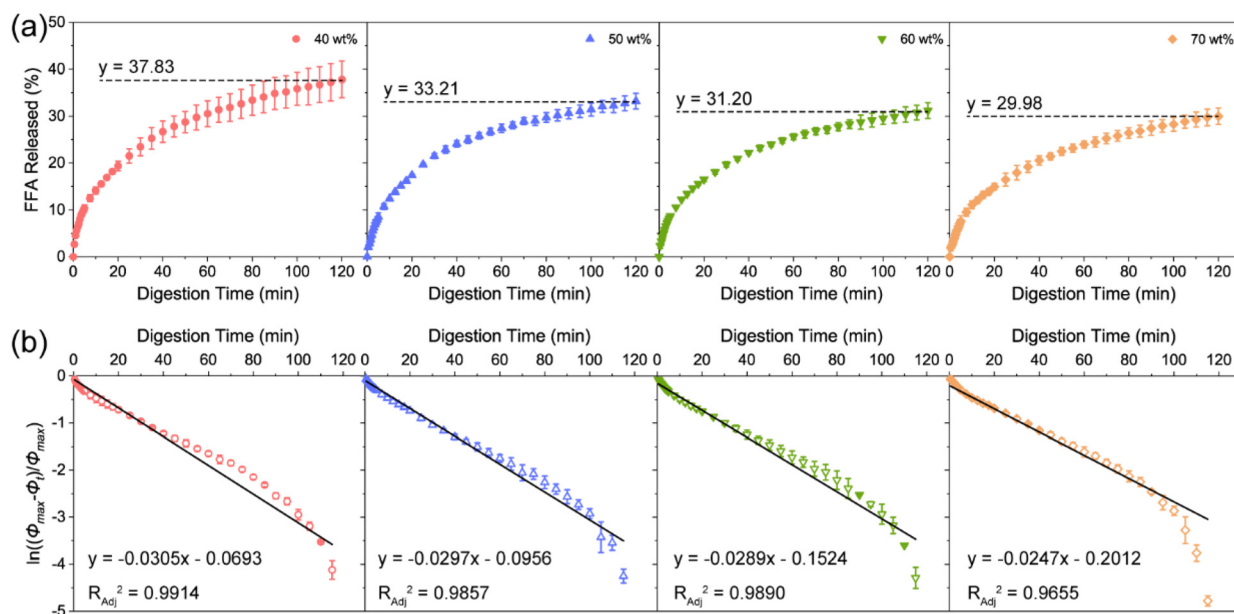 (a)
FFA Released (%)
50
40
30
20
10
0
40 wt%
y = 37.83
50 wt%
y = 33.21
60 wt%
y = 31.20
70 wt%
y = 29.98
0 20 40 60 80 100 120 0 20 40 60 80 100 120 0 20 40 60 80 100 120 0 20 40 60 80 100 120
Digestion Time (min) Digestion Time (min) Digestion Time (min) Digestion Time (min)
(b)
Digestion Time (min) Digestion Time (min) Digestion Time (min) Digestion Time (min)
0 20 40 60 80 100 120 0 20 40 60 80 100 120 0 20 40 60 80 100 120 0 20 40 60 80 100 120
ln((Φmax-Φt)/Φmax)
0
-1
-2
-3
-4
-5
y = -0.0305x - 0.0693
R_Adj² = 0.9914
y = -0.0297x - 0.0956
R_Adj² = 0.9857
y = -0.0289x - 0.1524
R_Adj² = 0.9890
y = -0.0247x - 0.2012
R_Adj² = 0.9655